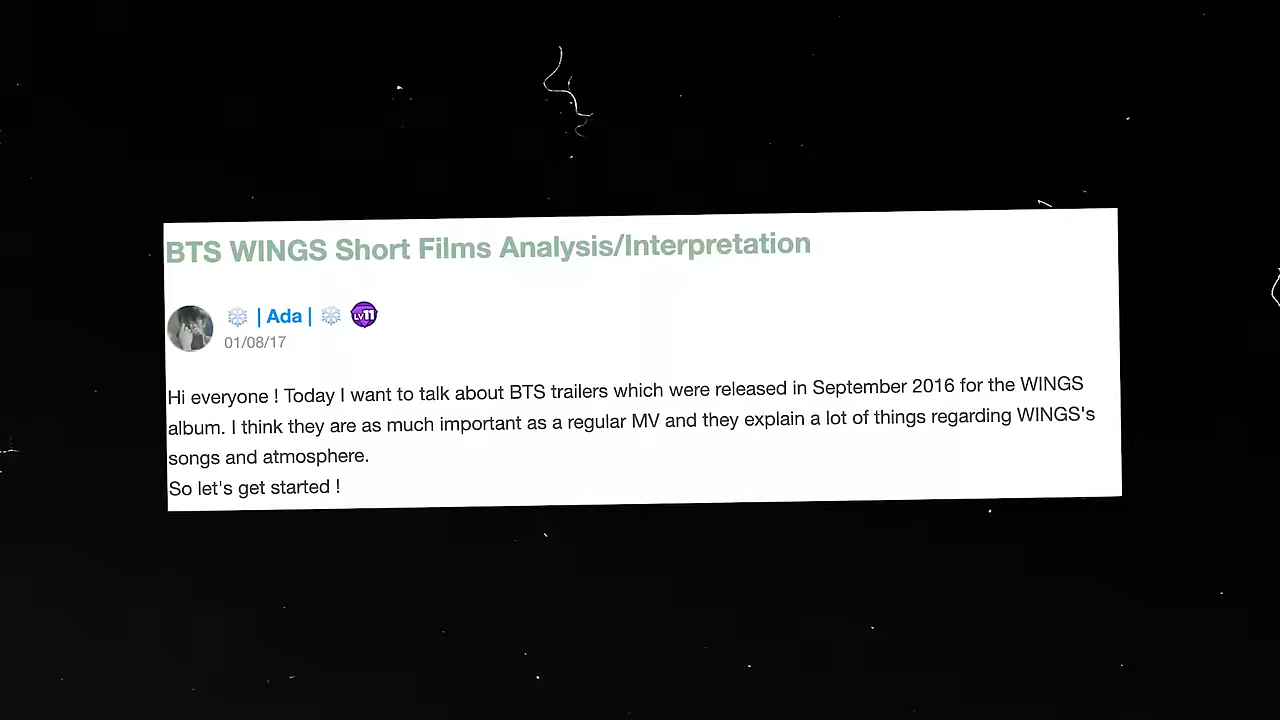 BTS WINGS Short Films Analysis/Interpretation
❄ | Ada | ❄ LV11
01/08/17
Hi everyone ! Today I want to talk about BTS trailers which were released in September 2016 for the WINGS
album. I think they are as much important as a regular MV and they explain a lot of things regarding WINGS's
songs and atmosphere.
So let's get started !